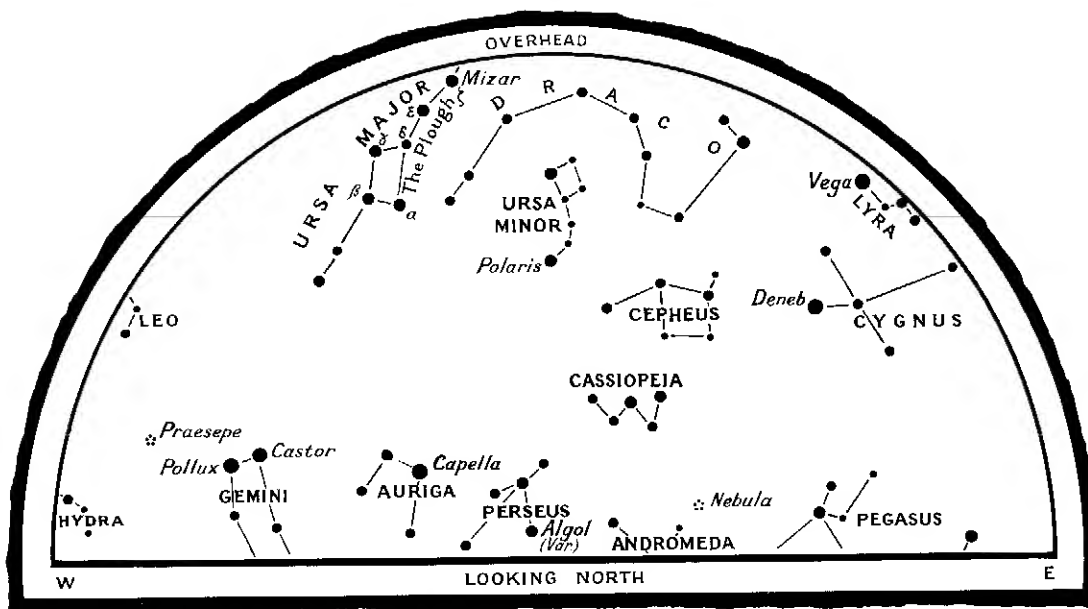 OVERHEAD
Mizar
ζ
D R A C O
URSA MAJOR
The Plough
ε
δ
β
α
URSA
MINOR
Polaris
Vega
LYRA
LEO
CEPHEUS
Deneb
CYGNUS
CASSIOPEIA
Praesepe
Pollux
Castor
GEMINI
Capella
AURIGA
HYDRA
PERSEUS
Algol
(Var.)
Nebula
ANDROMEDA
PEGASUS
W
LOOKING NORTH
E